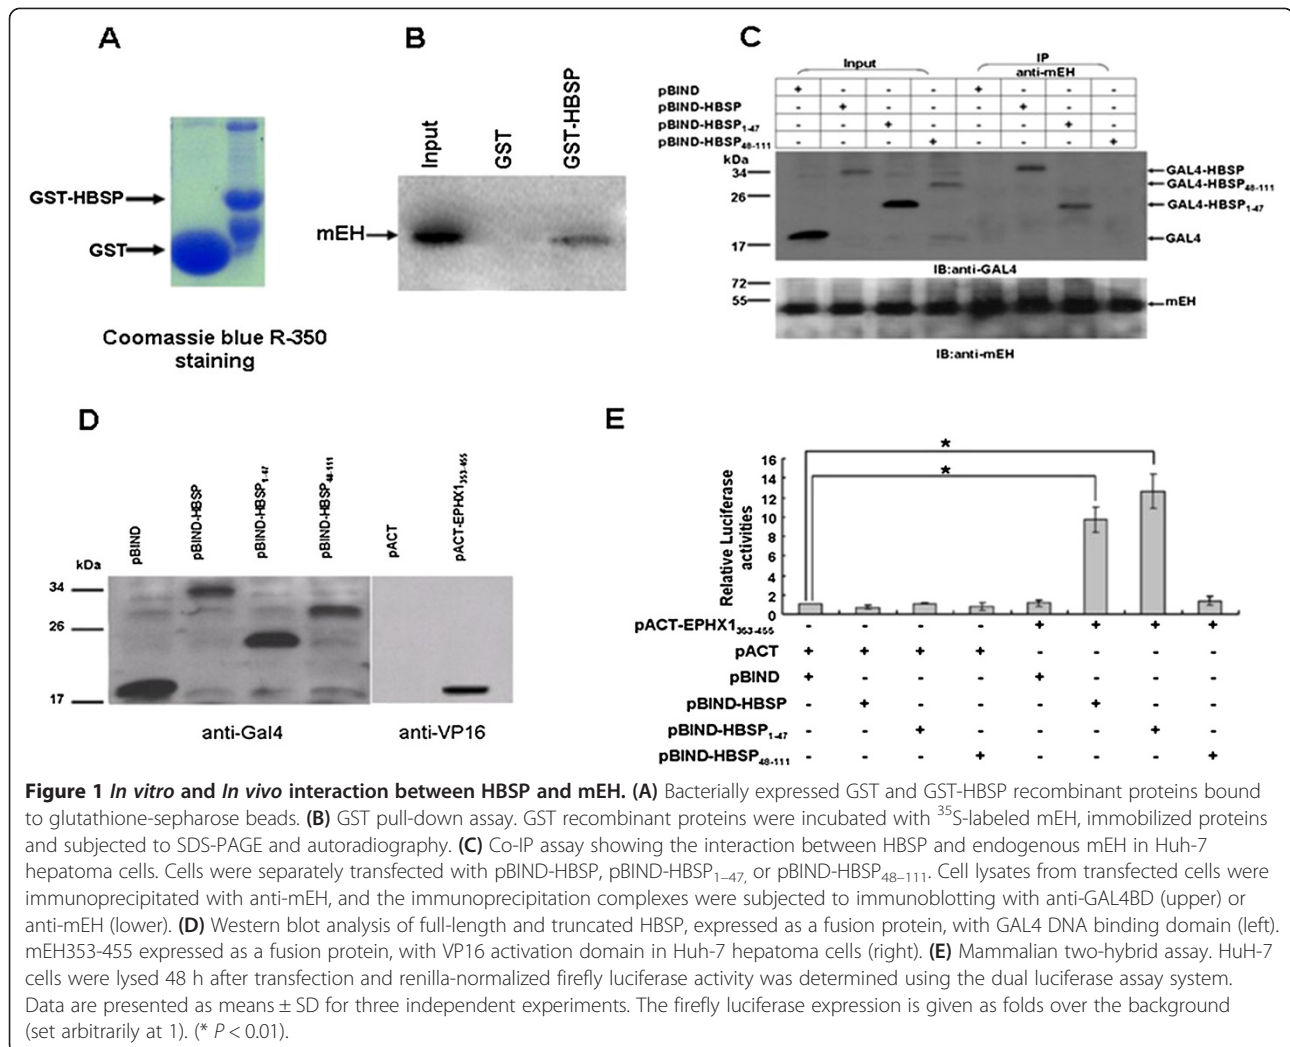 A
GST-HBSP
GST
Coomassie blue R-350
staining
B
Input
GST
GST-HBSP
mEH
C
Input
IP
anti-mEH
pBIND + - - - + - - -
pBIND-HBSP - + - - - + - -
pBIND-HBSP1-47 - - + - - - + -
pBIND-HBSP48-111 - - - + - - - +
kDa
34
26
17
GAL4-HBSP
GAL4-HBSP48-111
GAL4-HBSP1-47
GAL4
IB:anti-GAL4
72
55
mEH
IB:anti-mEH
D
pBIND
pBIND-HBSP
pBIND-HBSP1-47
pBIND-HBSP48-111
pACT
pACT-EPHX1353-455
kDa
34
26
17
anti-Gal4
anti-VP16
E
*
*
Relative Luciferase
activities
16
14
12
10
8
6
4
2
0
pACT-EPHX1353-455 - - - - + + + +
pACT + + + + - - - -
pBIND + - - - + - - -
pBIND-HBSP - + - - - + - -
pBIND-HBSP1-47 - - + - - - + -
pBIND-HBSP48-111 - - - + - - - +
Figure 1 In vitro and In vivo interaction between HBSP and mEH. (A) Bacterially expressed GST and GST-HBSP recombinant proteins bound
to glutathione-sepharose beads. (B) GST pull-down assay. GST recombinant proteins were incubated with 35S-labeled mEH, immobilized proteins
and subjected to SDS-PAGE and autoradiography. (C) Co-IP assay showing the interaction between HBSP and endogenous mEH in Huh-7
hepatoma cells. Cells were separately transfected with pBIND-HBSP, pBIND-HBSP1–47, or pBIND-HBSP48–111. Cell lysates from transfected cells were
immunoprecipitated with anti-mEH, and the immunoprecipitation complexes were subjected to immunoblotting with anti-GAL4BD (upper) or
anti-mEH (lower). (D) Western blot analysis of full-length and truncated HBSP, expressed as a fusion protein, with GAL4 DNA binding domain (left).
mEH353-455 expressed as a fusion protein, with VP16 activation domain in Huh-7 hepatoma cells (right). (E) Mammalian two-hybrid assay. HuH-7
cells were lysed 48 h after transfection and renilla-normalized firefly luciferase activity was determined using the dual luciferase assay system.
Data are presented as means ± SD for three independent experiments. The firefly luciferase expression is given as folds over the background
(set arbitrarily at 1). (* P < 0.01).